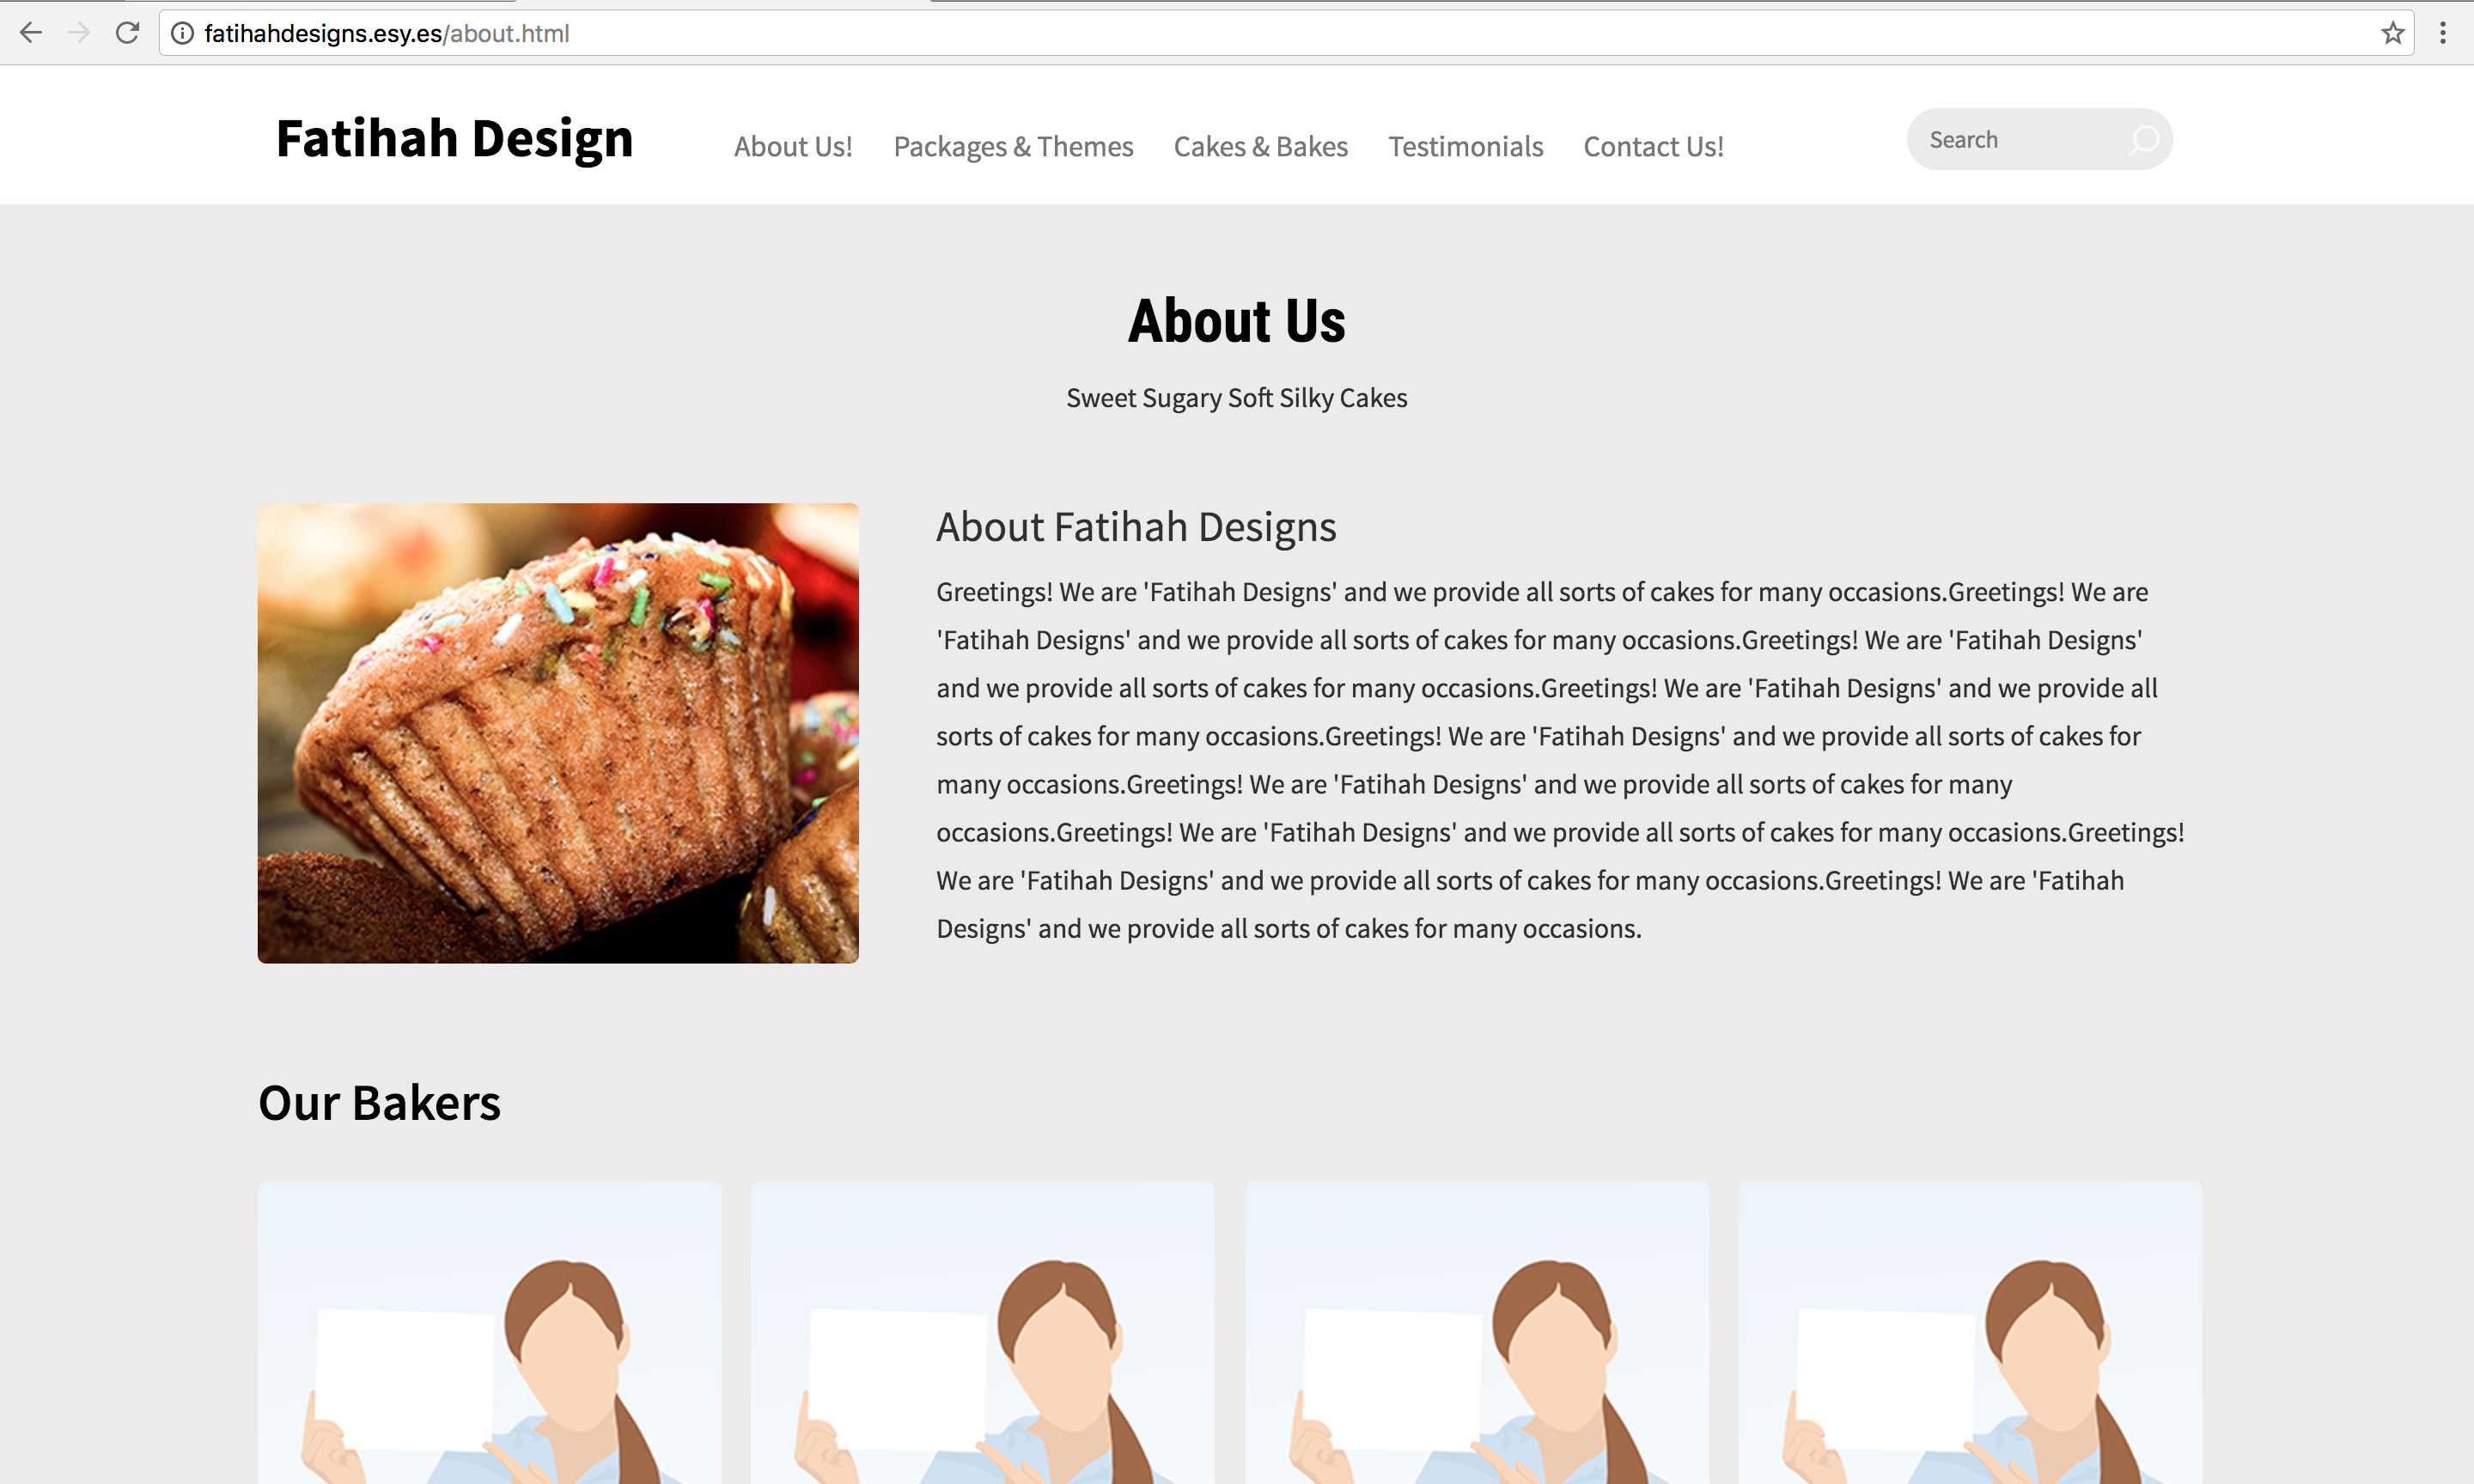 fatihahdesigns.esy.es/about.html
Fatihah Design
About Us!
Packages & Themes
Cakes & Bakes
Testimonials
Contact Us!
Search
About Us
Sweet Sugary Soft Silky Cakes
About Fatihah Designs
Greetings! We are 'Fatihah Designs' and we provide all sorts of cakes for many occasions.Greetings! We are
'Fatihah Designs' and we provide all sorts of cakes for many occasions.Greetings! We are 'Fatihah Designs'
and we provide all sorts of cakes for many occasions.Greetings! We are 'Fatihah Designs' and we provide all
sorts of cakes for many occasions.Greetings! We are 'Fatihah Designs' and we provide all sorts of cakes for
many occasions.Greetings! We are 'Fatihah Designs' and we provide all sorts of cakes for many
occasions.Greetings! We are 'Fatihah Designs' and we provide all sorts of cakes for many occasions.Greetings!
We are 'Fatihah Designs' and we provide all sorts of cakes for many occasions.Greetings! We are 'Fatihah
Designs' and we provide all sorts of cakes for many occasions.
Our Bakers